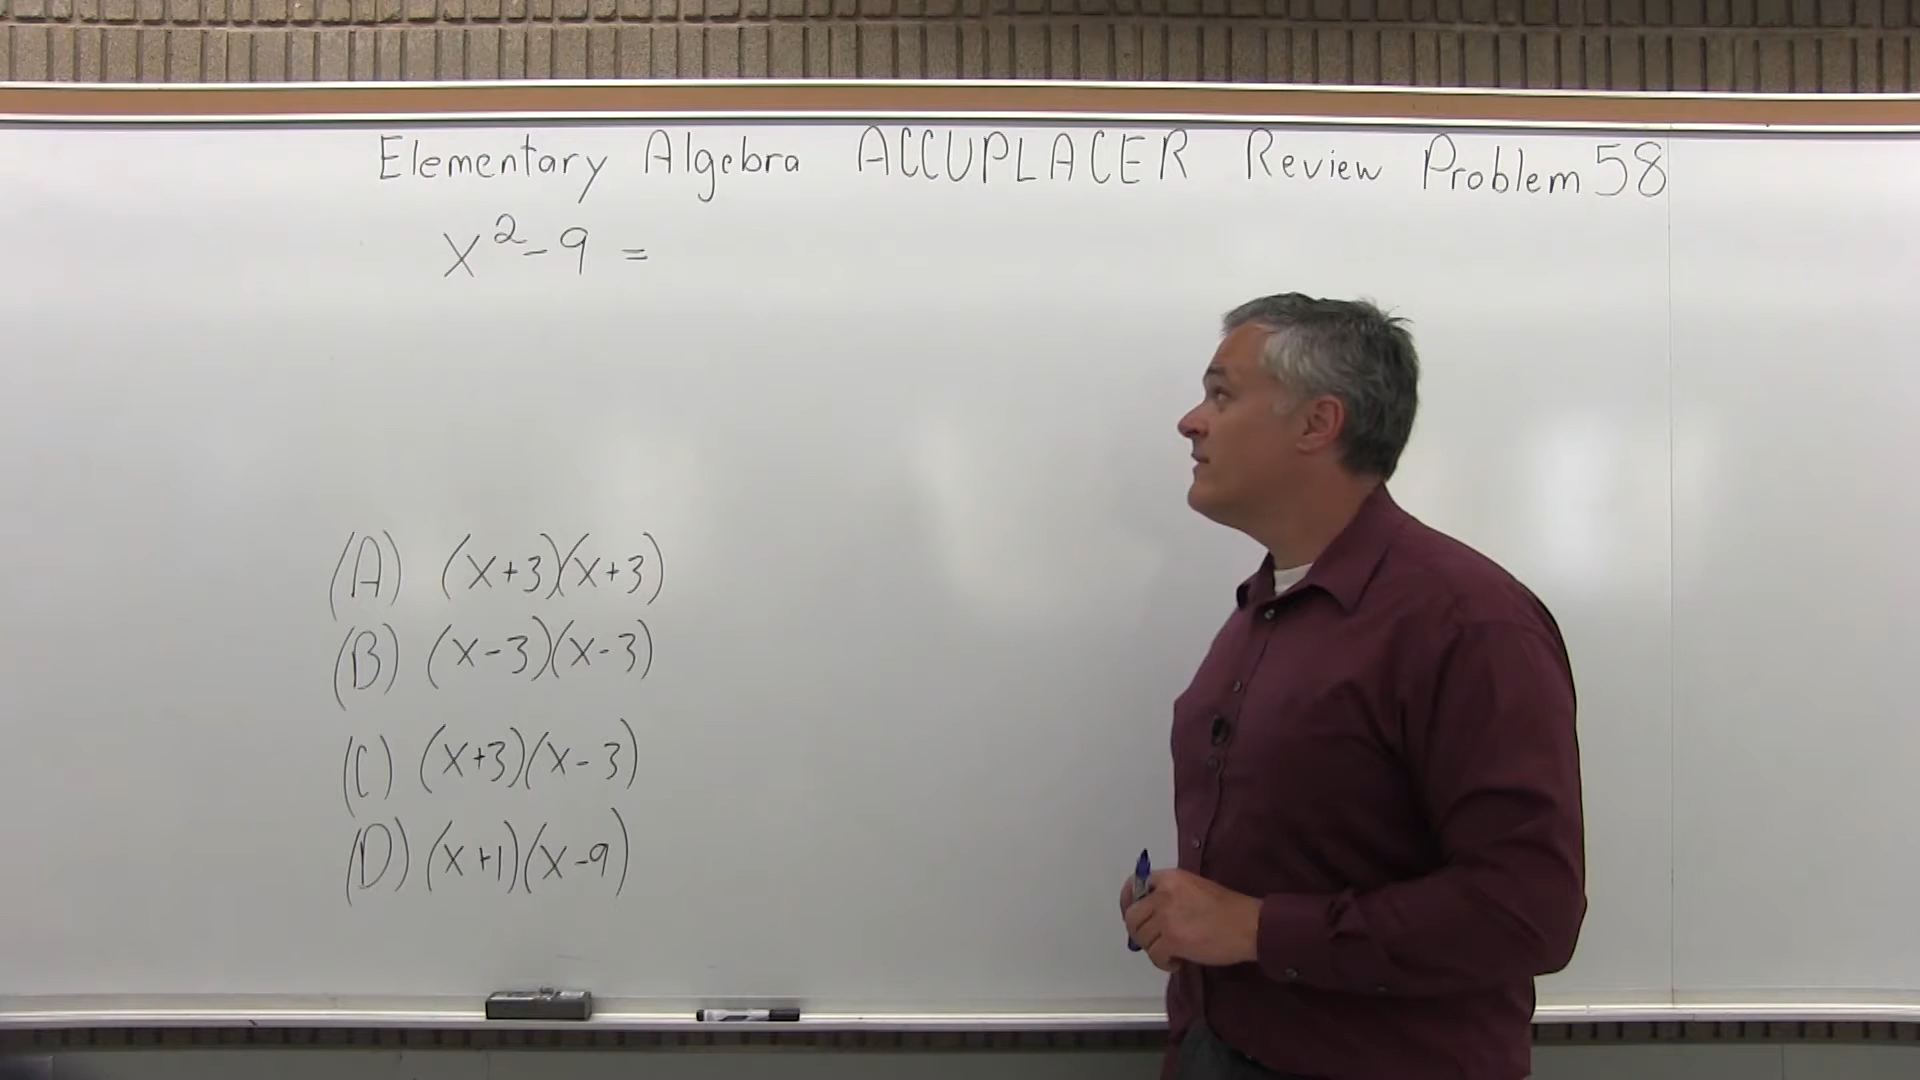 Elementary Algebra ACCUPLACER Review Problem 58
x²-9 =
(A) (x+3)(x+3)
(B) (x-3)(x-3)
(C) (x+3)(x-3)
(D) (x+1)(x-9)